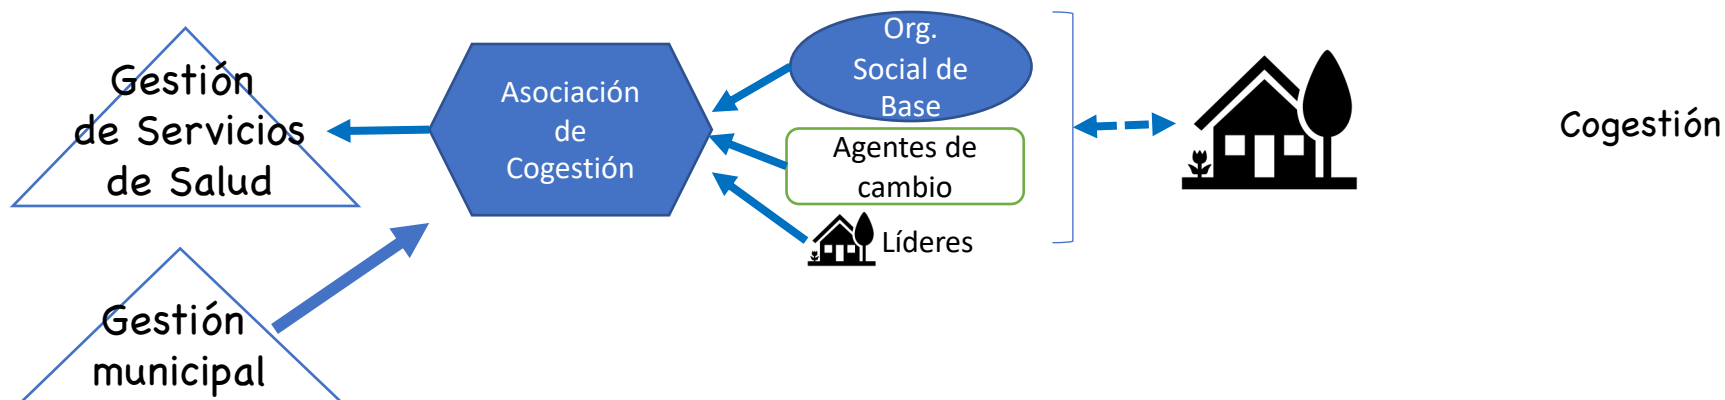 Gestión
de Servicios
de Salud
Asociación
de
Cogestión
Org.
Social de
Base
Agentes de
cambio
Líderes
Cogestión
Gestión
municipal